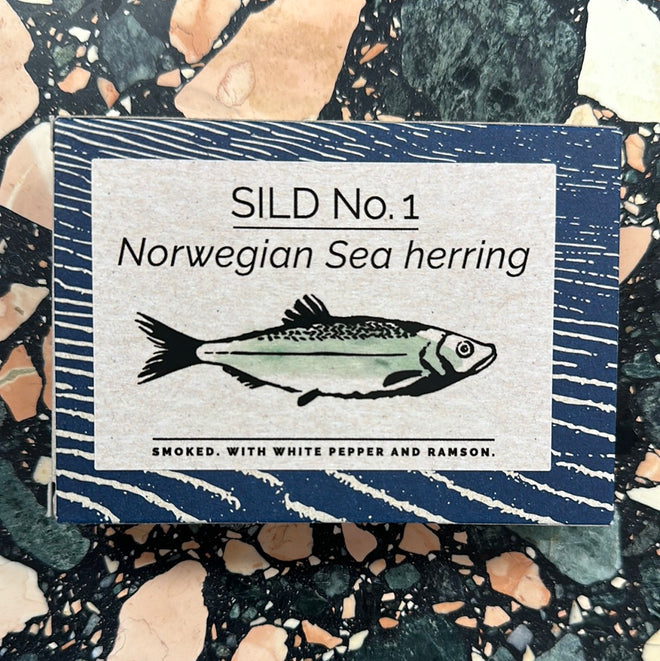 SILD No. 1
Norwegian Sea herring
SMOKED. WITH WHITE PEPPER AND RAMSON.